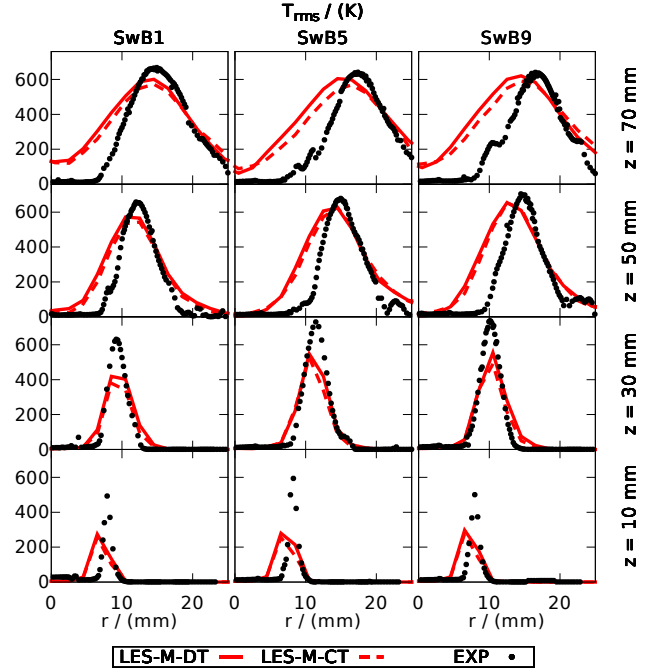 T_rms / (K)
SwB1 SwB5 SwB9
600
400
200
0
z = 70 mm
600
400
200
0
z = 50 mm
600
400
200
0
z = 30 mm
600
400
200
0
z = 10 mm
0 10 20 0 10 20 0 10 20
r / (mm) r / (mm) r / (mm)
LES-M-DT LES-M-CT EXP